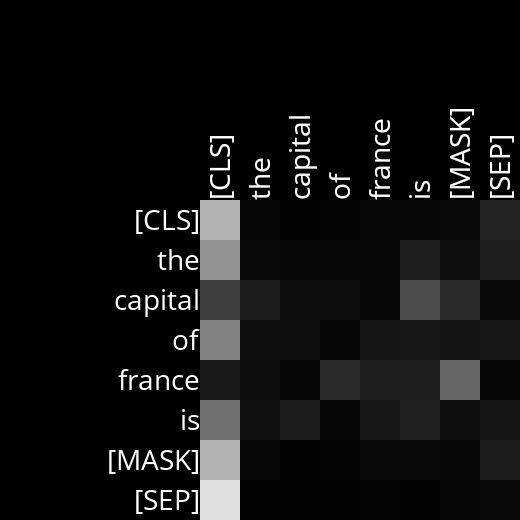 [CLS] the capital of france is [MASK] [SEP]
[CLS]
the
capital
of
france
is
[MASK]
[SEP]